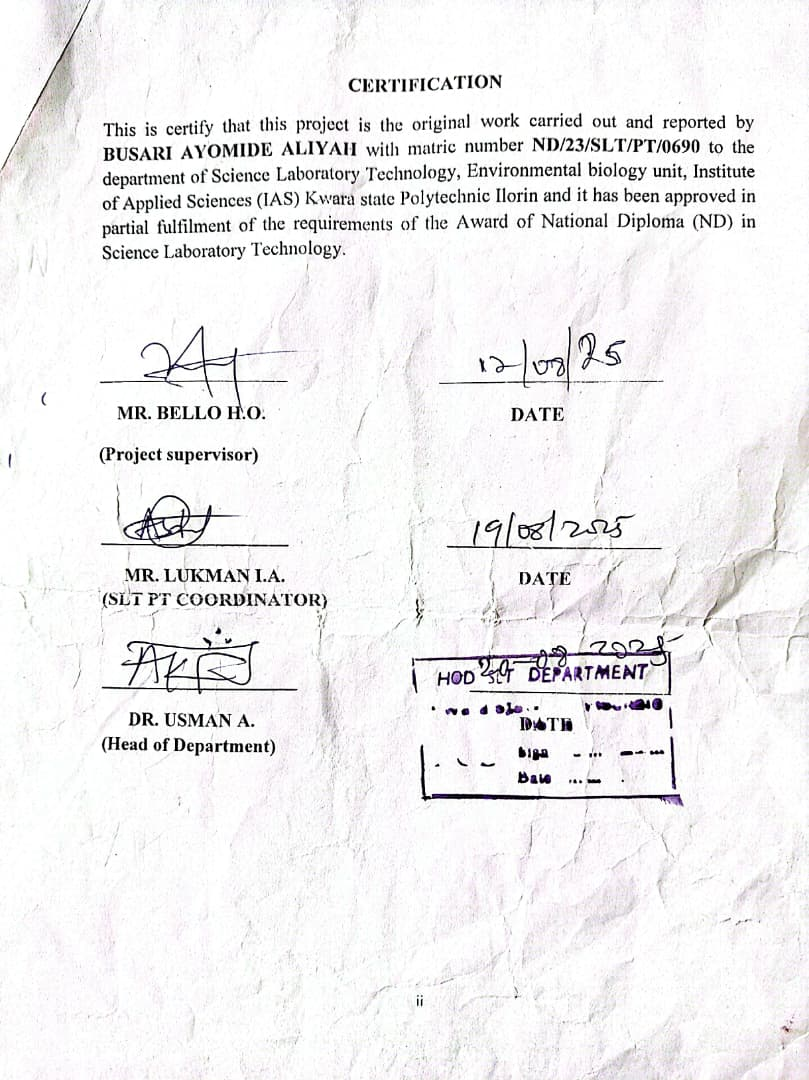 CERTIFICATION
This is certify that this project is the original work carried out and reported by
BUSARI AYOMIDE ALIYAH with matric number ND/23/SLT/PT/0690 to the
department of Science Laboratory Technology, Environmental biology unit, Institute
of Applied Sciences (IAS) Kwara state Polytechnic Ilorin and it has been approved in
partial fulfilment of the requirements of the Award of National Diploma (ND) in
Science Laboratory Technology.
12/08/25
MR. BELLO H.O. DATE
(Project supervisor)
19/08/2025
MR. LUKMAN I.A. DATE
(SLT PT COORDINATOR)
2025
HOD SLT DEPARTMENT
DR. USMAN A. DATE
(Head of Department)
ii